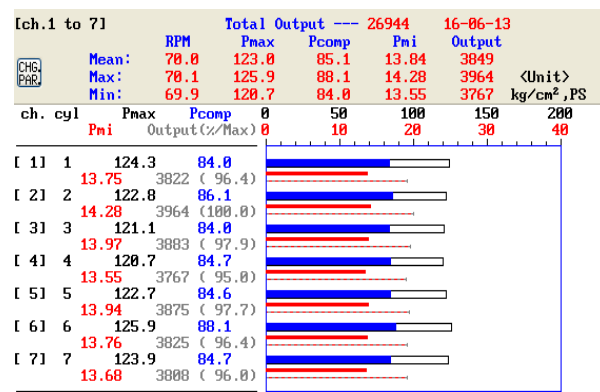 [ch.1 to 7] Total Output --- 26944 16-06-13
RPM Pmax Pcomp Pmi Output
CHG. PAR.
Mean: 70.0 123.0 85.1 13.84 3849
Max: 70.1 125.9 88.1 14.28 3964 <Unit>
Min: 69.9 120.7 84.0 13.55 3767 kg/cm²,PS
ch. cyl Pmax Pcomp 0 50 100 150 200
Pmi Output(%/Max) 0 10 20 30 40
[ 1] 1 124.3 84.0
13.75 3822 ( 96.4)
[ 2] 2 122.8 86.1
14.28 3964 (100.0)
[ 3] 3 121.1 84.0
13.97 3883 ( 97.9)
[ 4] 4 120.7 84.7
13.55 3767 ( 95.0)
[ 5] 5 122.7 84.6
13.94 3875 ( 97.7)
[ 6] 6 125.9 88.1
13.76 3825 ( 96.4)
[ 7] 7 123.9 84.7
13.68 3808 ( 96.0)